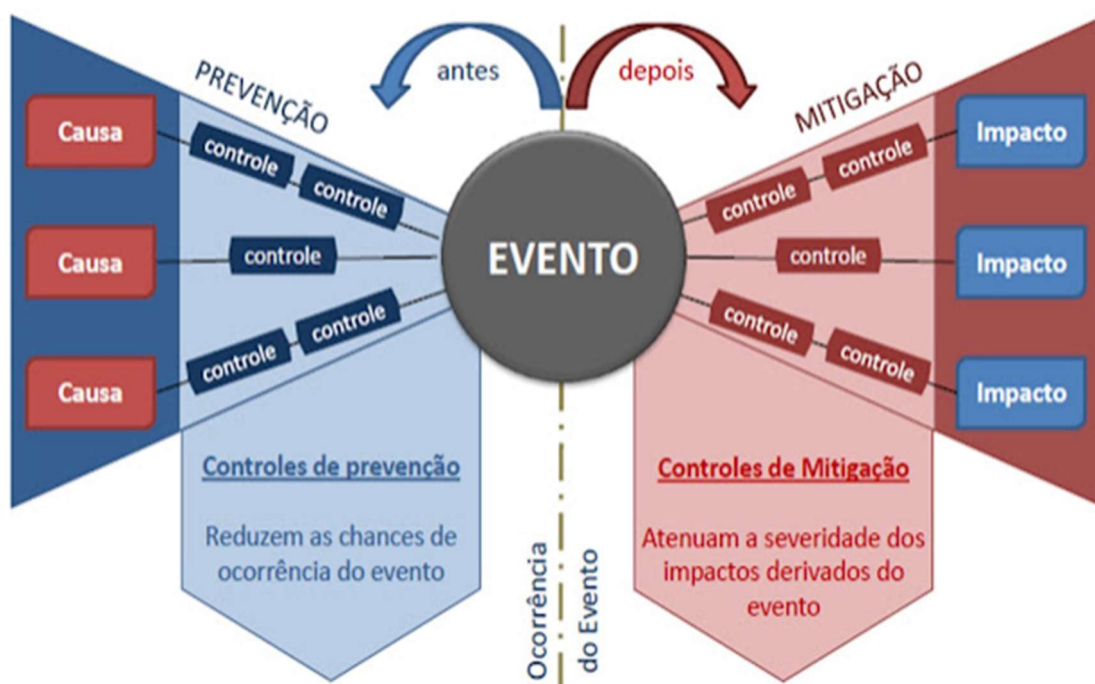 antes
depois
PREVENÇÃO
MITIGAÇÃO
Causa
controle
controle
controle
controle
Impacto
Causa
controle
EVENTO
controle
Impacto
Causa
controle
controle
controle
controle
Impacto
Controles de prevenção
Reduzem as chances de
ocorrência do evento
Ocorrência
do Evento
Controles de Mitigação
Atenuam a severidade dos
impactos derivados do
evento